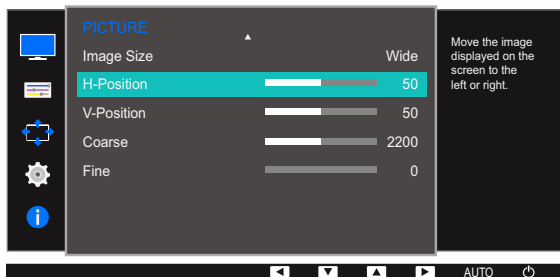 PICTURE
Image Size Wide
H-Position 50
V-Position 50
Coarse 2200
Fine 0
Move the image
displayed on the
screen to the
left or right.
AUTO